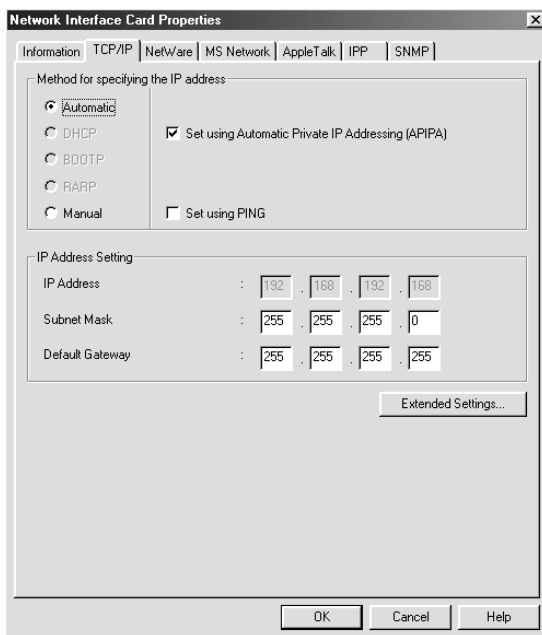 Network Interface Card Properties
Information TCP/IP NetWare MS Network AppleTalk IPP SNMP
Method for specifying the IP address
Automatic
DHCP Set using Automatic Private IP Addressing (APIPA)
BOOTP
RARP
Manual Set using PING
IP Address Setting
IP Address : 192 . 168 . 192 . 168
Subnet Mask : 255 . 255 . 255 . 0
Default Gateway : 255 . 255 . 255 . 255
Extended Settings...
OK Cancel Help